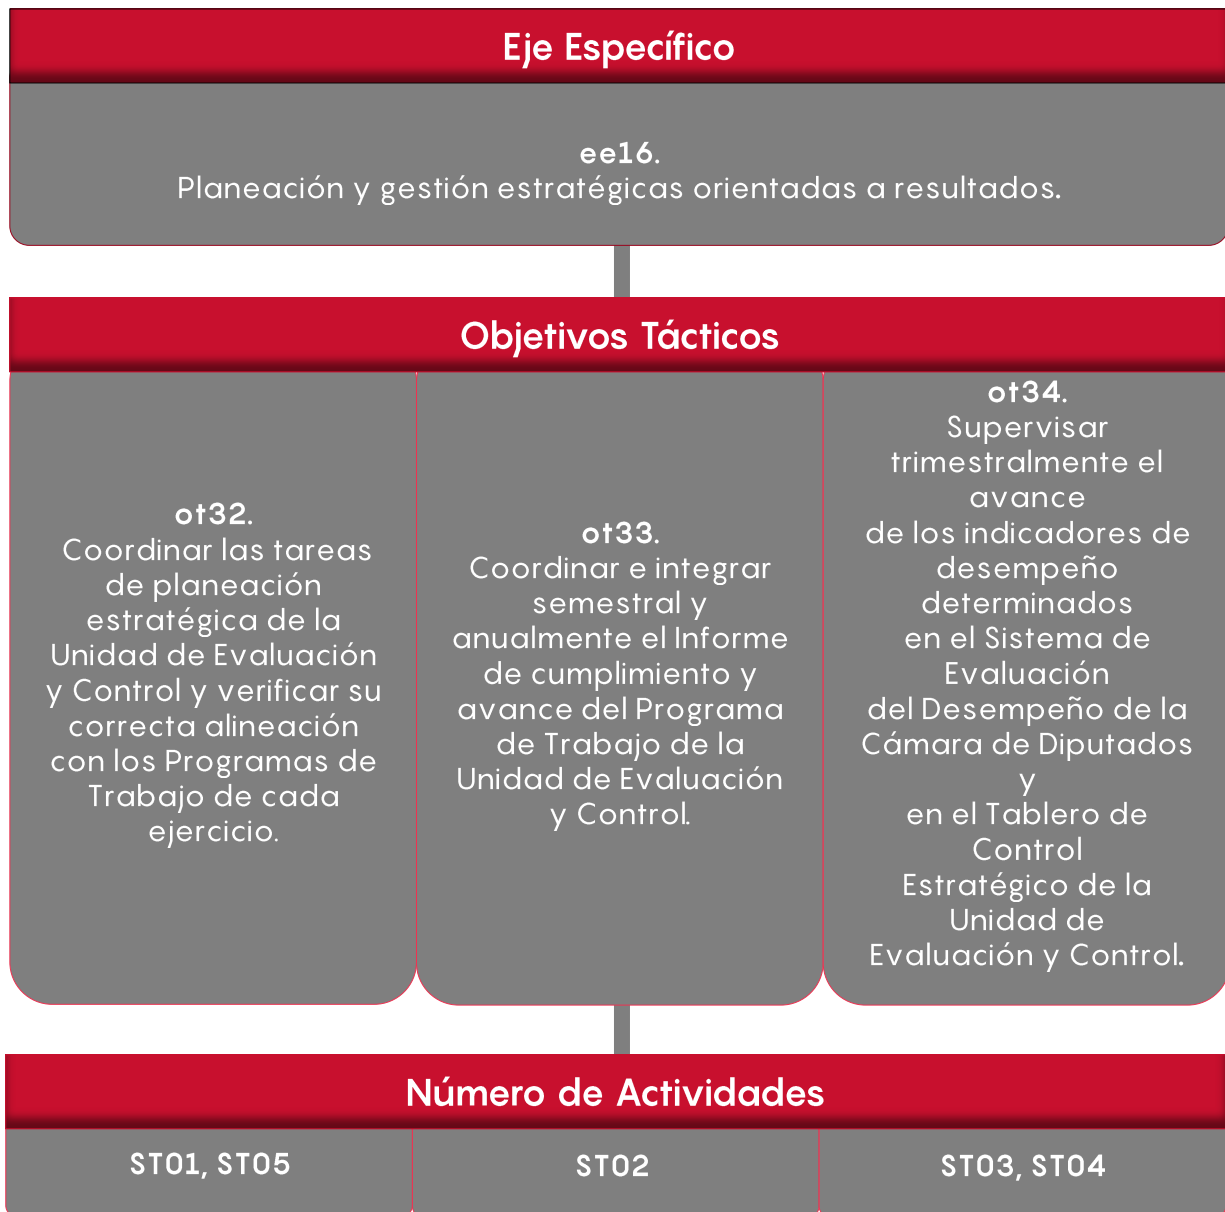 Eje Específico
ee16.
Planeación y gestión estratégicas orientadas a resultados.
Objetivos Tácticos
ot32.
Coordinar las tareas
de planeación
estratégica de la
Unidad de Evaluación
y Control y verificar su
correcta alineación
con los Programas de
Trabajo de cada
ejercicio.
ot33.
Coordinar e integrar
semestral y
anualmente el Informe
de cumplimiento y
avance del Programa
de Trabajo de la
Unidad de Evaluación
y Control.
ot34.
Supervisar
trimestralmente el
avance
de los indicadores de
desempeño
determinados
en el Sistema de
Evaluación
del Desempeño de la
Cámara de Diputados
y
en el Tablero de
Control
Estratégico de la
Unidad de
Evaluación y Control.
Número de Actividades
ST01, ST05
ST02
ST03, ST04